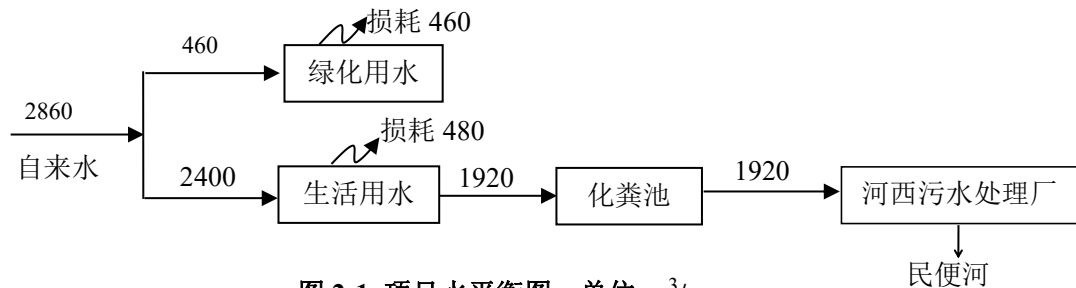 损耗 460
460
绿化用水
2860
自来水
损耗 480
2400
生活用水
1920
化粪池
1920
河西污水处理厂
民便河